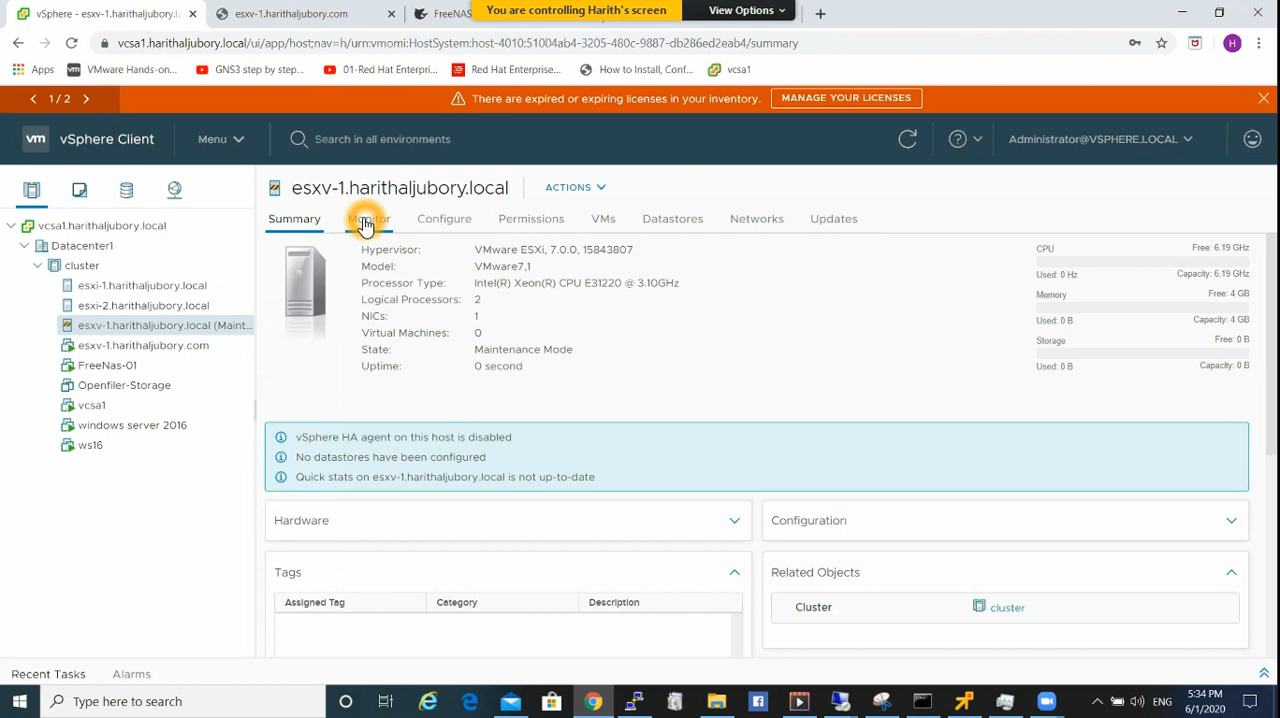 vSphere - esxv-1.harithaljubory.l
esxv-1.harithaljubory.com
FreeNAS
You are controlling Harith's screen
View Options
vcsa1.harithaljubory.local/ui/app/host;nav=h/urn:vmomi:HostSystem:host-4010:51004ab4-3205-480c-9887-db286ed2eab4/summary
H
Apps
VMware Hands-on...
GNS3 step by step...
01-Red Hat Enterpri...
Red Hat Enterprise...
How to Install, Conf...
vcsa1
1 / 2
There are expired or expiring licenses in your inventory.
MANAGE YOUR LICENSES
vm
vSphere Client
Menu
Search in all environments
Administrator@VSPHERE.LOCAL
esxv-1.harithaljubory.local
ACTIONS
Summary
Monitor
Configure
Permissions
VMs
Datastores
Networks
Updates
vcsa1.harithaljubory.local
Datacenter1
cluster
esxi-1.harithaljubory.local
esxi-2.harithaljubory.local
esxv-1.harithaljubory.local (Maint...
esxv-1.harithaljubory.com
FreeNas-01
Openfiler-Storage
vcsa1
windows server 2016
ws16
Hypervisor: VMware ESXi, 7.0.0, 15843807
Model: VMware7,1
Processor Type: Intel(R) Xeon(R) CPU E31220 @ 3.10GHz
Logical Processors: 2
NICs: 1
Virtual Machines: 0
State: Maintenance Mode
Uptime: 0 second
CPU Free: 6.19 GHz
Used: 0 Hz Capacity: 6.19 GHz
Memory Free: 4 GB
Used: 0 B Capacity: 4 GB
Storage Free: 0 B
Used: 0 B Capacity: 0 B
vSphere HA agent on this host is disabled
No datastores have been configured
Quick stats on esxv-1.harithaljubory.local is not up-to-date
Hardware
Configuration
Tags
Assigned Tag Category Description
Related Objects
Cluster cluster
Recent Tasks Alarms
Type here to search
ENG
5:34 PM
6/1/2020